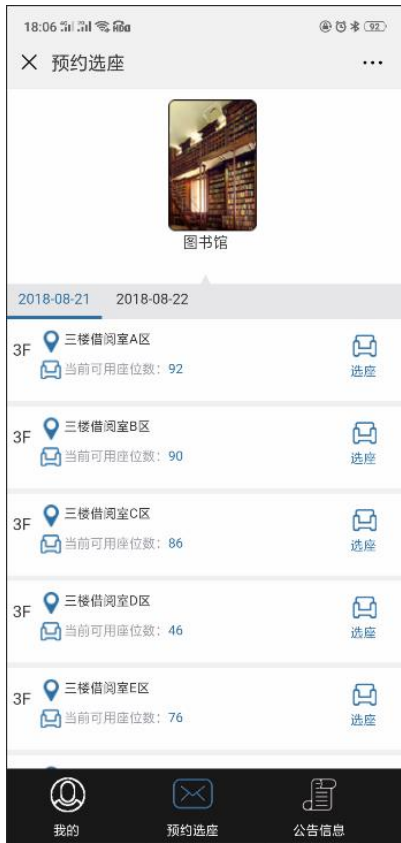 18:06
92
预约选座
图书馆
2018-08-21 2018-08-22
三楼借阅室A区
3F
当前可用座位数：92
选座
三楼借阅室B区
3F
当前可用座位数：90
选座
三楼借阅室C区
3F
当前可用座位数：86
选座
三楼借阅室D区
3F
当前可用座位数：46
选座
三楼借阅室E区
3F
当前可用座位数：76
选座
我的 预约选座 公告信息